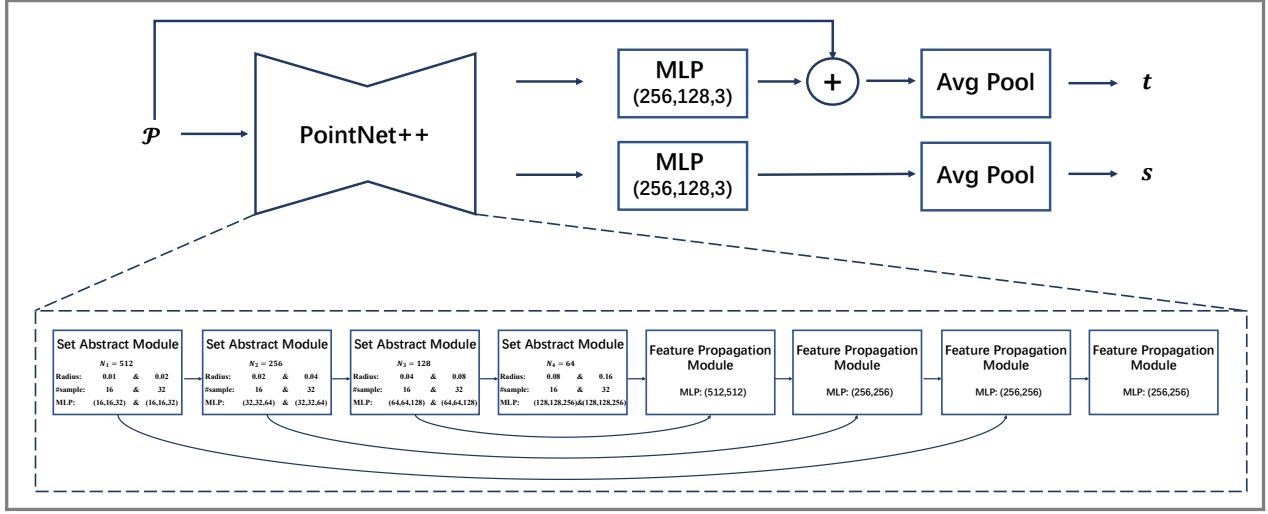 𝒫
PointNet++
MLP
(256,128,3)
+
Avg Pool
t
MLP
(256,128,3)
Avg Pool
s
Set Abstract Module
N₁ = 512
Radius: 0.01 & 0.02
#sample: 16 & 32
MLP: (16,16,32) & (16,16,32)
Set Abstract Module
N₂ = 256
Radius: 0.02 & 0.04
#sample: 16 & 32
MLP: (32,32,64) & (32,32,64)
Set Abstract Module
N₃ = 128
Radius: 0.04 & 0.08
#sample: 16 & 32
MLP: (64,64,128) & (64,64,128)
Set Abstract Module
N₄ = 64
Radius: 0.08 & 0.16
#sample: 16 & 32
MLP: (128,128,256)&(128,128,256)
Feature Propagation
Module
MLP: (512,512)
Feature Propagation
Module
MLP: (256,256)
Feature Propagation
Module
MLP: (256,256)
Feature Propagation
Module
MLP: (256,256)